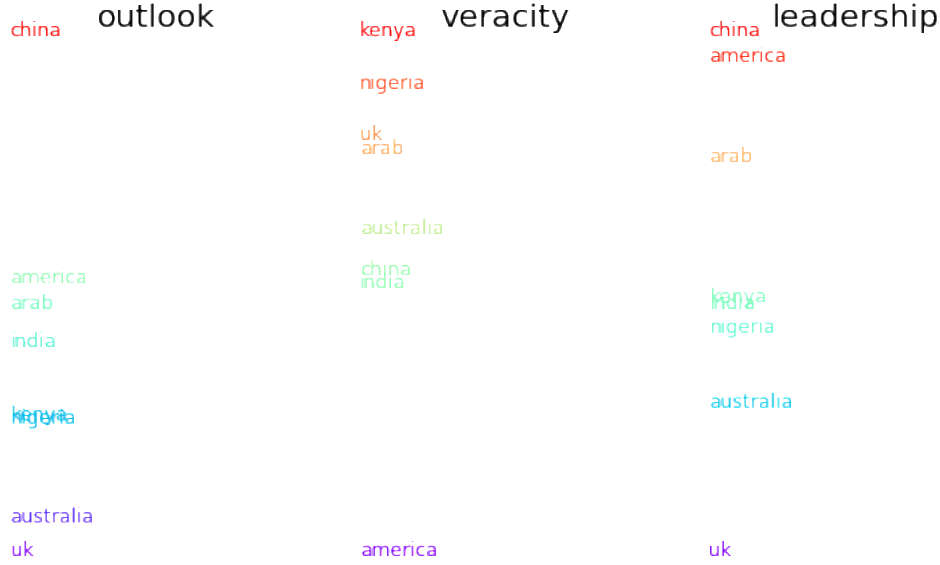 outlook
china
america
arab
india
kenya
nigeria
australia
uk
veracity
kenya
nigeria
uk
arab
australia
china
india
america
leadership
china
america
arab
kenya
india
nigeria
australia
uk